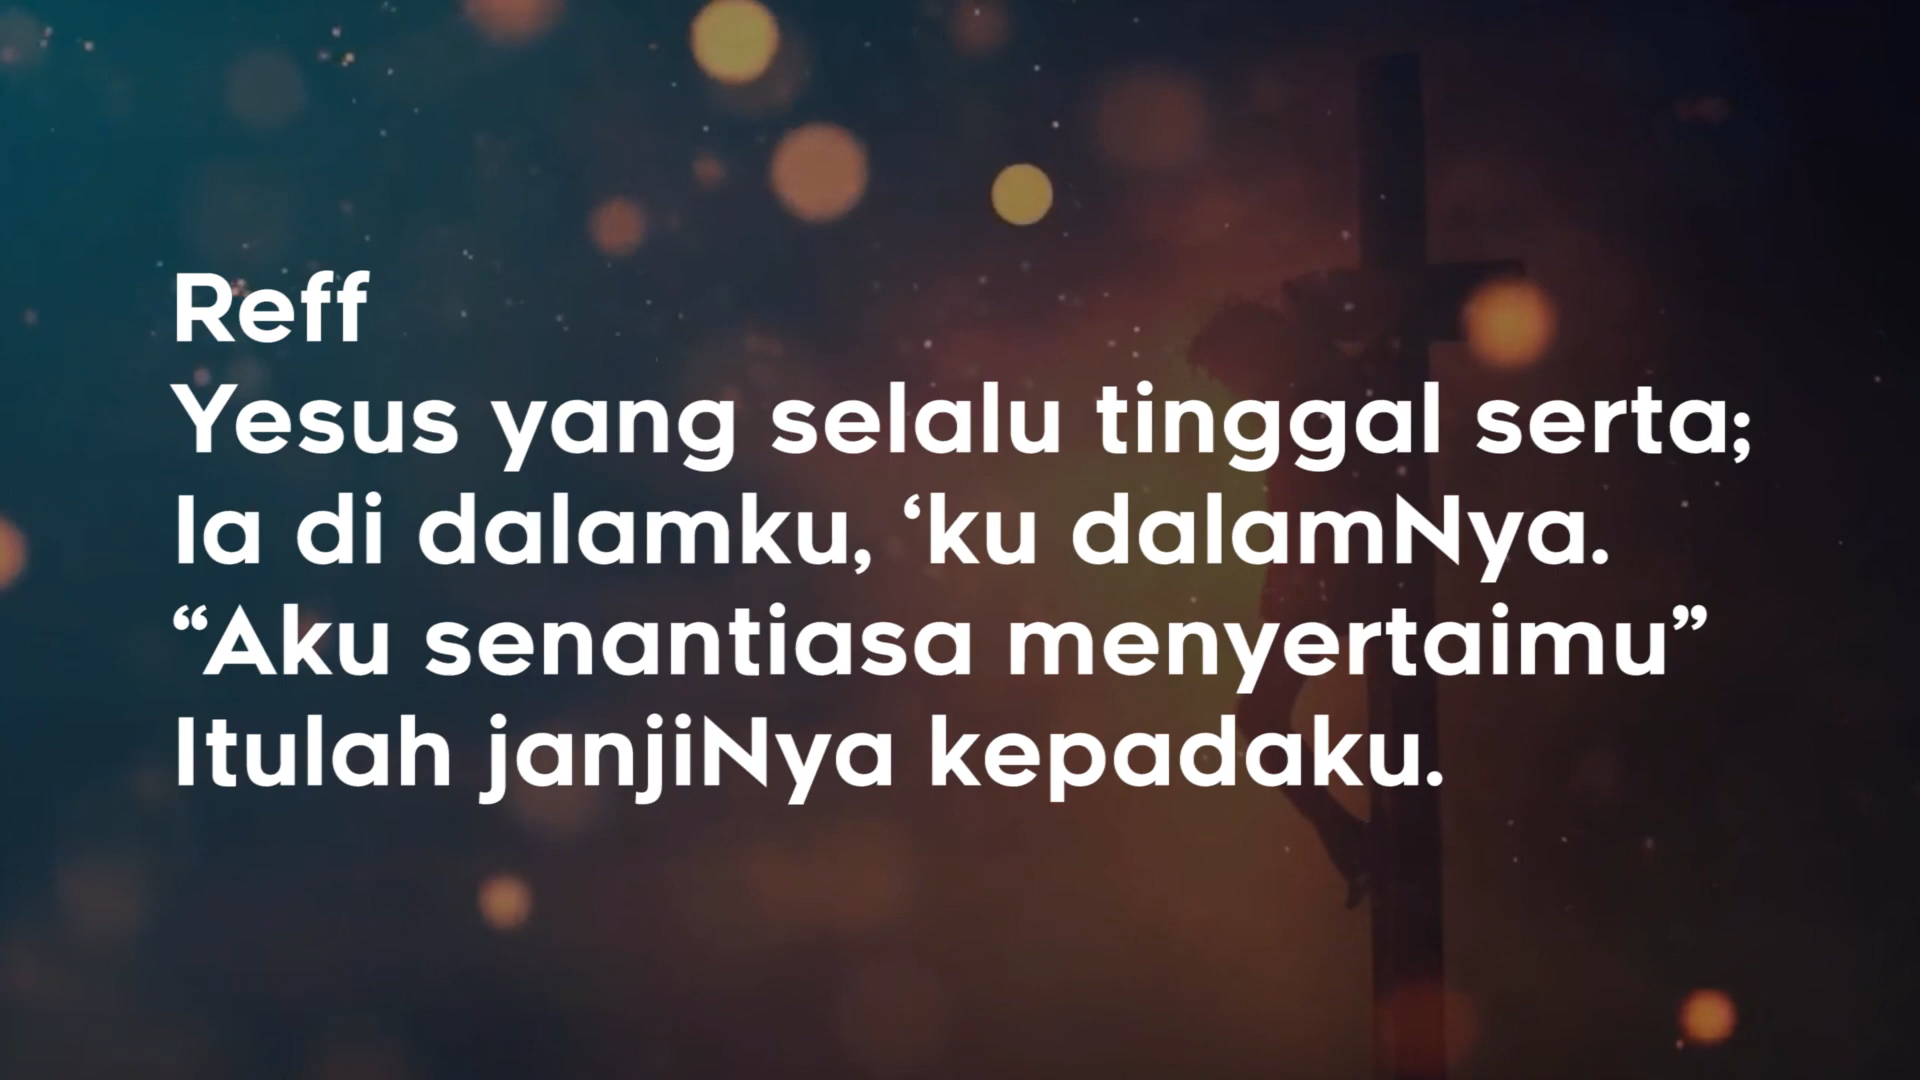 Reff
Yesus yang selalu tinggal serta;
Ia di dalamku, ‘ku dalamNya.
“Aku senantiasa menyertaimu”
Itulah janjiNya kepadaku.